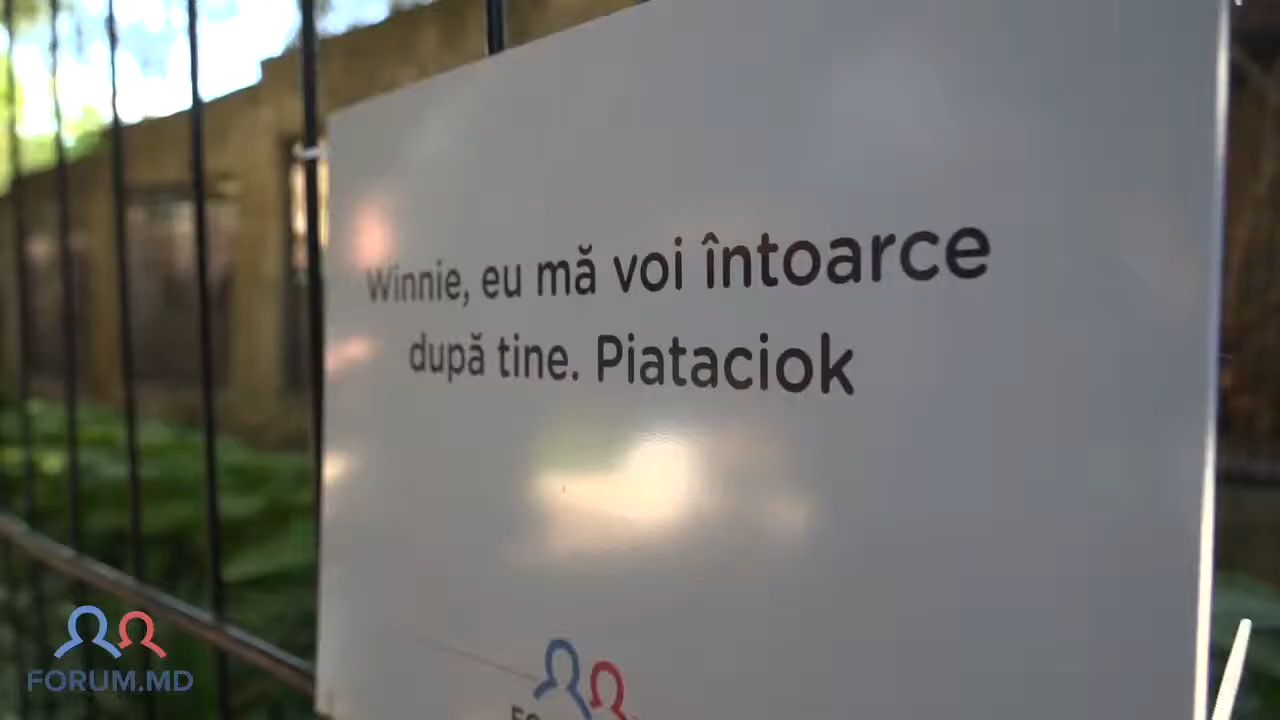 Winnie, eu mă voi întoarce
după tine. Piataciok
FORUM.MD